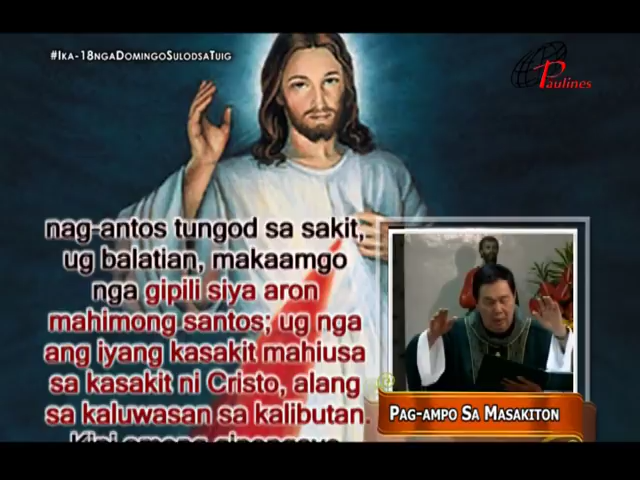 #Ika-18ngaDomingoSulodsaTuig
Paulines
nag-antos tungod sa sakit,
ug balatian, makaamgo
nga gipili siya aron
mahimong santos; ug nga
ang iyang kasakit mahiusa
sa kasakit ni Cristo, alang
sa kaluwasan sa kalibutan.
Pag-ampo Sa Masakiton